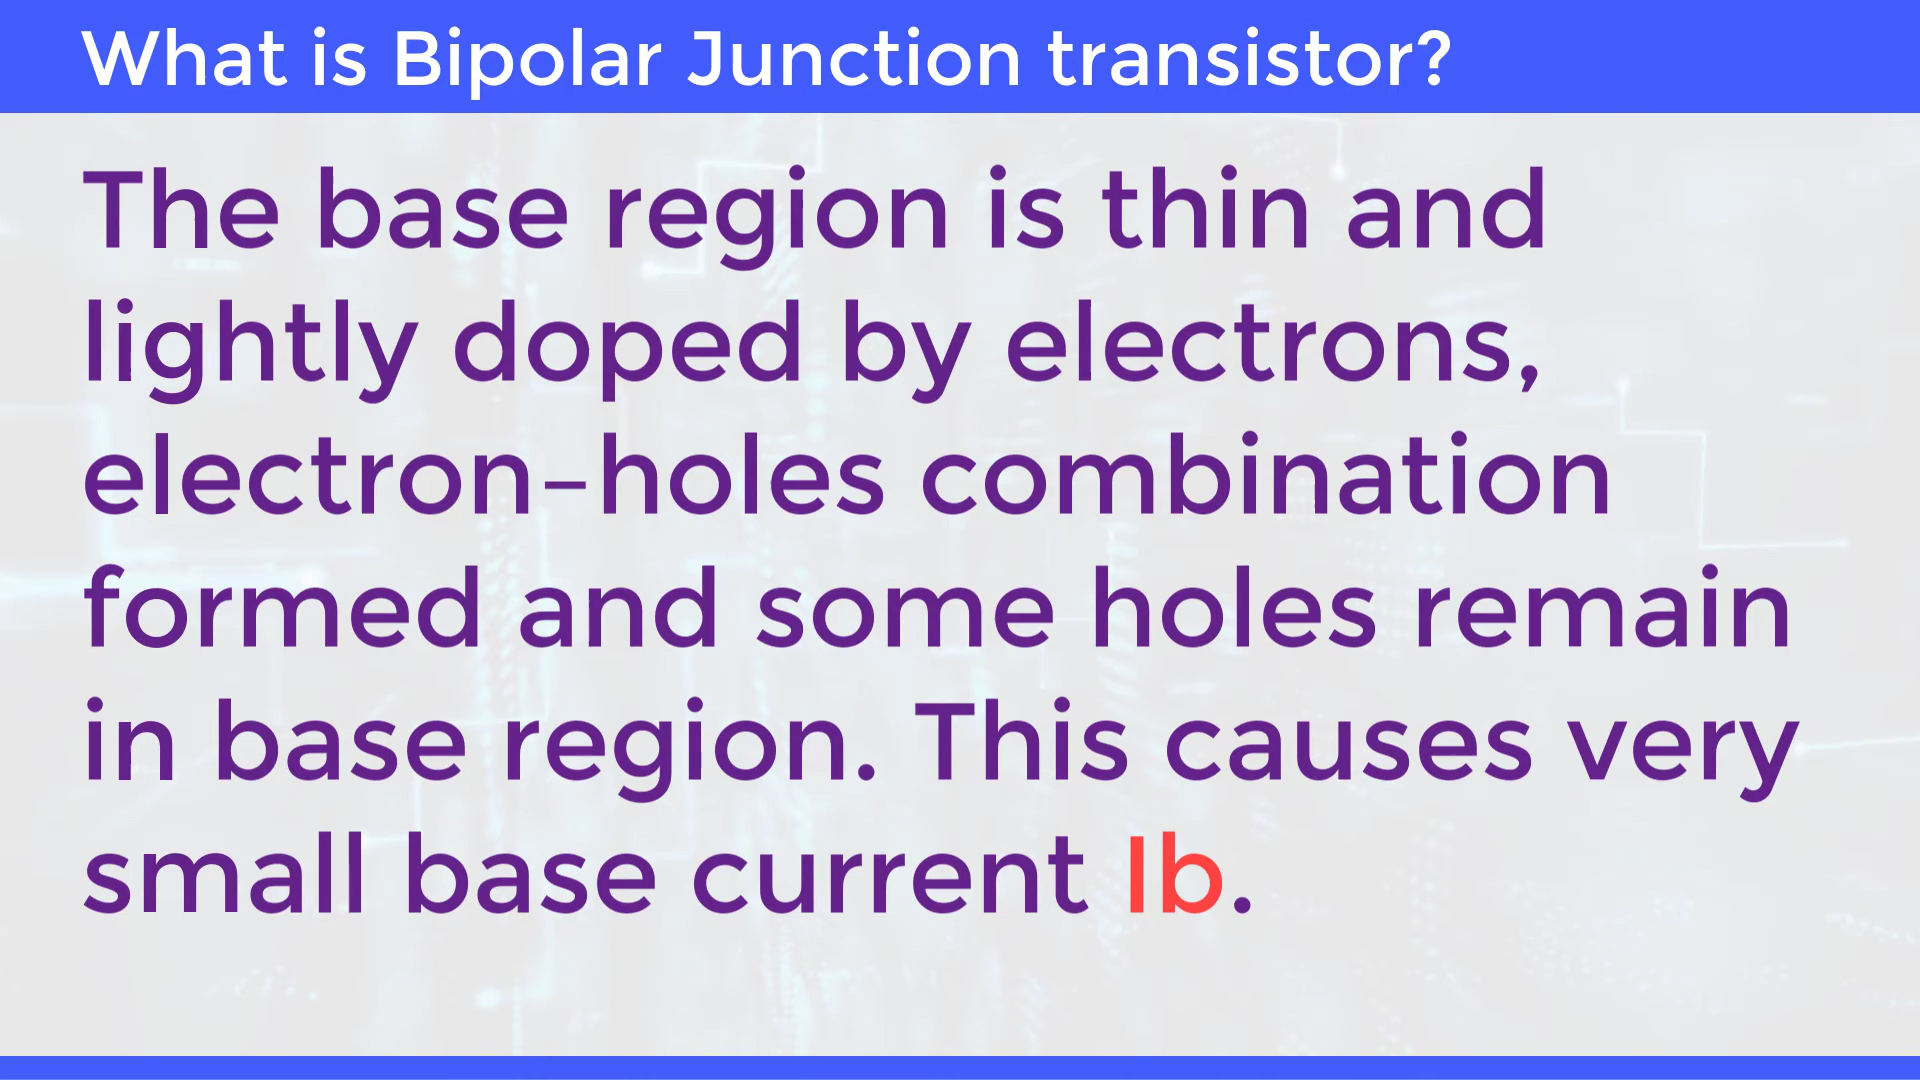 What is Bipolar Junction transistor?
The base region is thin and
lightly doped by electrons,
electron-holes combination
formed and some holes remain
in base region. This causes very
small base current Ib.